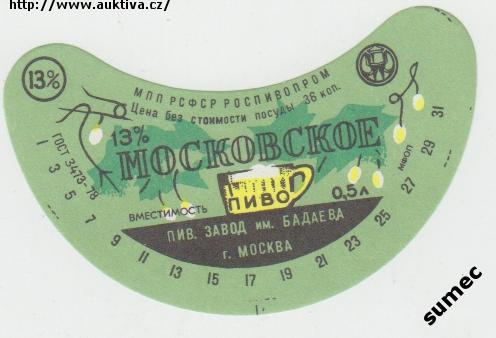 http://www.auktiva.cz/
13%
МПП РСФСР РОСПИВОПРОМ
Цена без стоимости посуды 36 коп.
ГОСТ 3473-78
13%
МОСКОВСКОЕ
ПИВО
ВМЕСТИМОСТЬ
0,5 л
МФОП
ПИВ. ЗАВОД ИМ. БАДАЕВА
г. МОСКВА
1 3 5 7 9 11 13 15 17 19 21 23 25 27 29 31
sumec